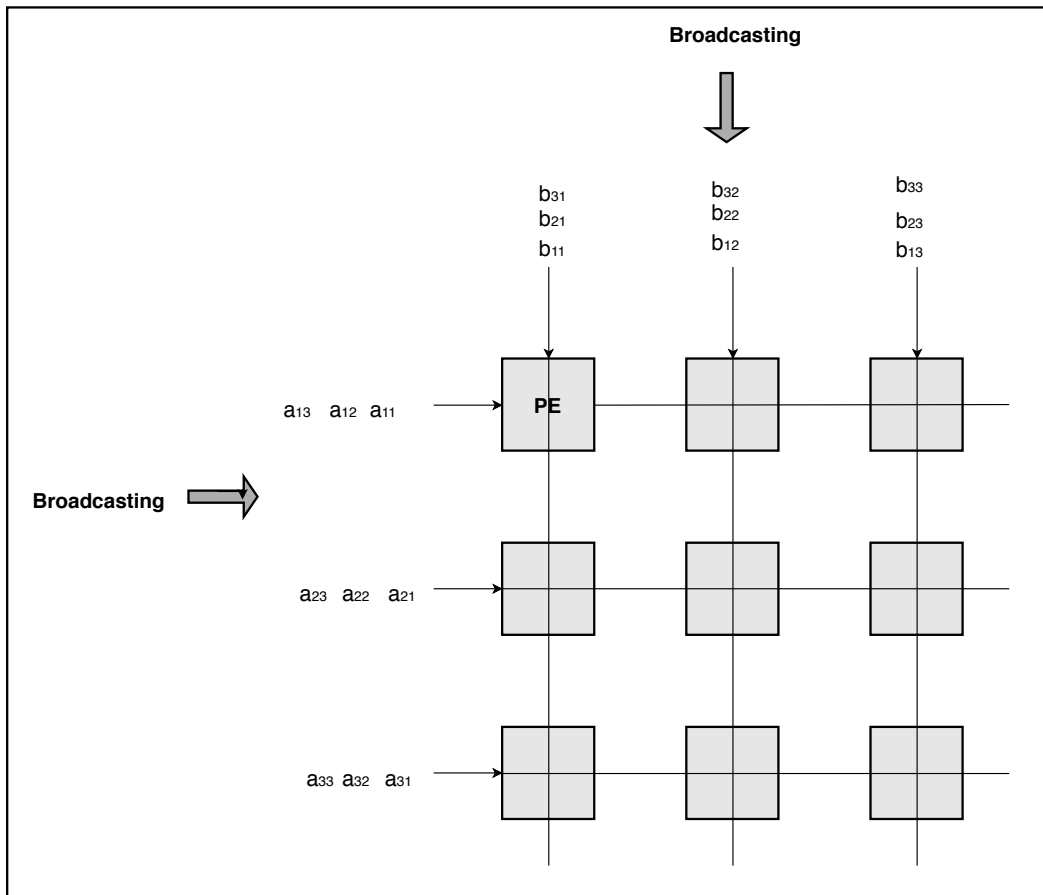 Broadcasting
b31 b32 b33
b21 b22 b23
b11 b12 b13
a13 a12 a11
PE
Broadcasting
a23 a22 a21
a33 a32 a31